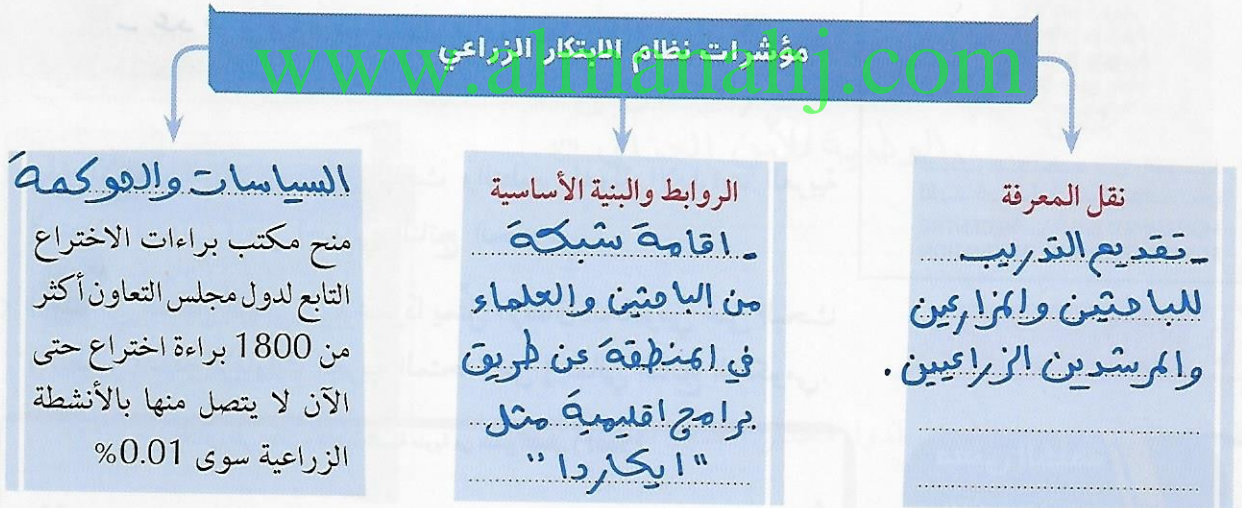 مؤشرات نظام الابتكار الزراعي
www.almanahj.com
نقل المعرفة
- تقديم التدريب
للباحثين والمزارعين
والمرشدين الزراعيين.
الروابط والبنية الأساسية
- اقامة شبكة
من الباحثين والعلماء
في المنطقة عن طريق
برامج اقليمية مثل
"ايكاردا"
السياسات والحوكمة
منح مكتب براءات الاختراع
التابع لدول مجلس التعاون أكثر
من 1800 براءة اختراع حتى
الآن لا يتصل منها بالأنشطة
الزراعية سوى 0.01%